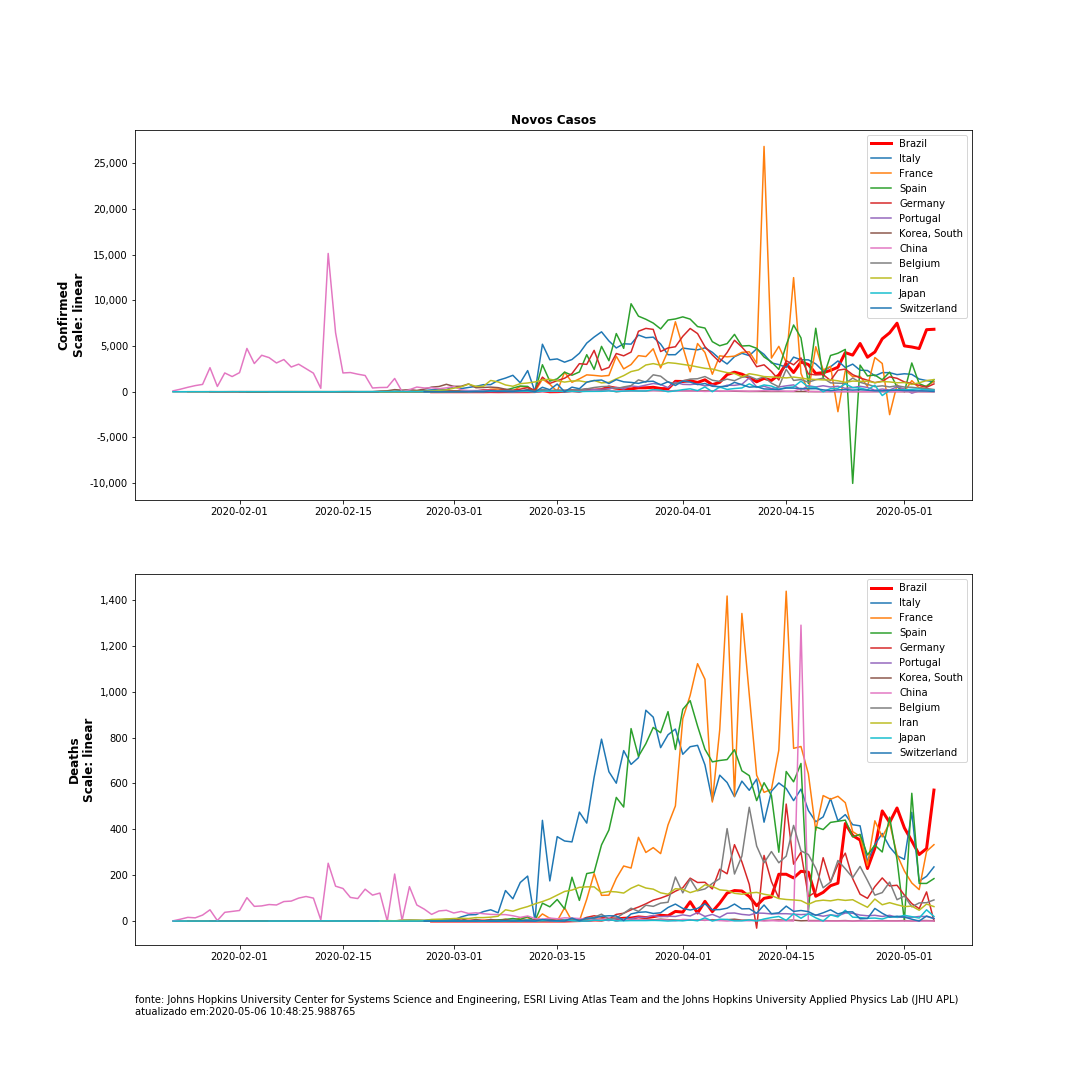 Novos Casos
Confirmed
Scale: linear
25,000
20,000
15,000
10,000
5,000
0
-5,000
-10,000
2020-02-01 2020-02-15 2020-03-01 2020-03-15 2020-04-01 2020-04-15 2020-05-01
Brazil
Italy
France
Spain
Germany
Portugal
Korea, South
China
Belgium
Iran
Japan
Switzerland
Deaths
Scale: linear
1,400
1,200
1,000
800
600
400
200
0
2020-02-01 2020-02-15 2020-03-01 2020-03-15 2020-04-01 2020-04-15 2020-05-01
Brazil
Italy
France
Spain
Germany
Portugal
Korea, South
China
Belgium
Iran
Japan
Switzerland
fonte: Johns Hopkins University Center for Systems Science and Engineering, ESRI Living Atlas Team and the Johns Hopkins University Applied Physics Lab (JHU APL)
atualizado em:2020-05-06 10:48:25.988765